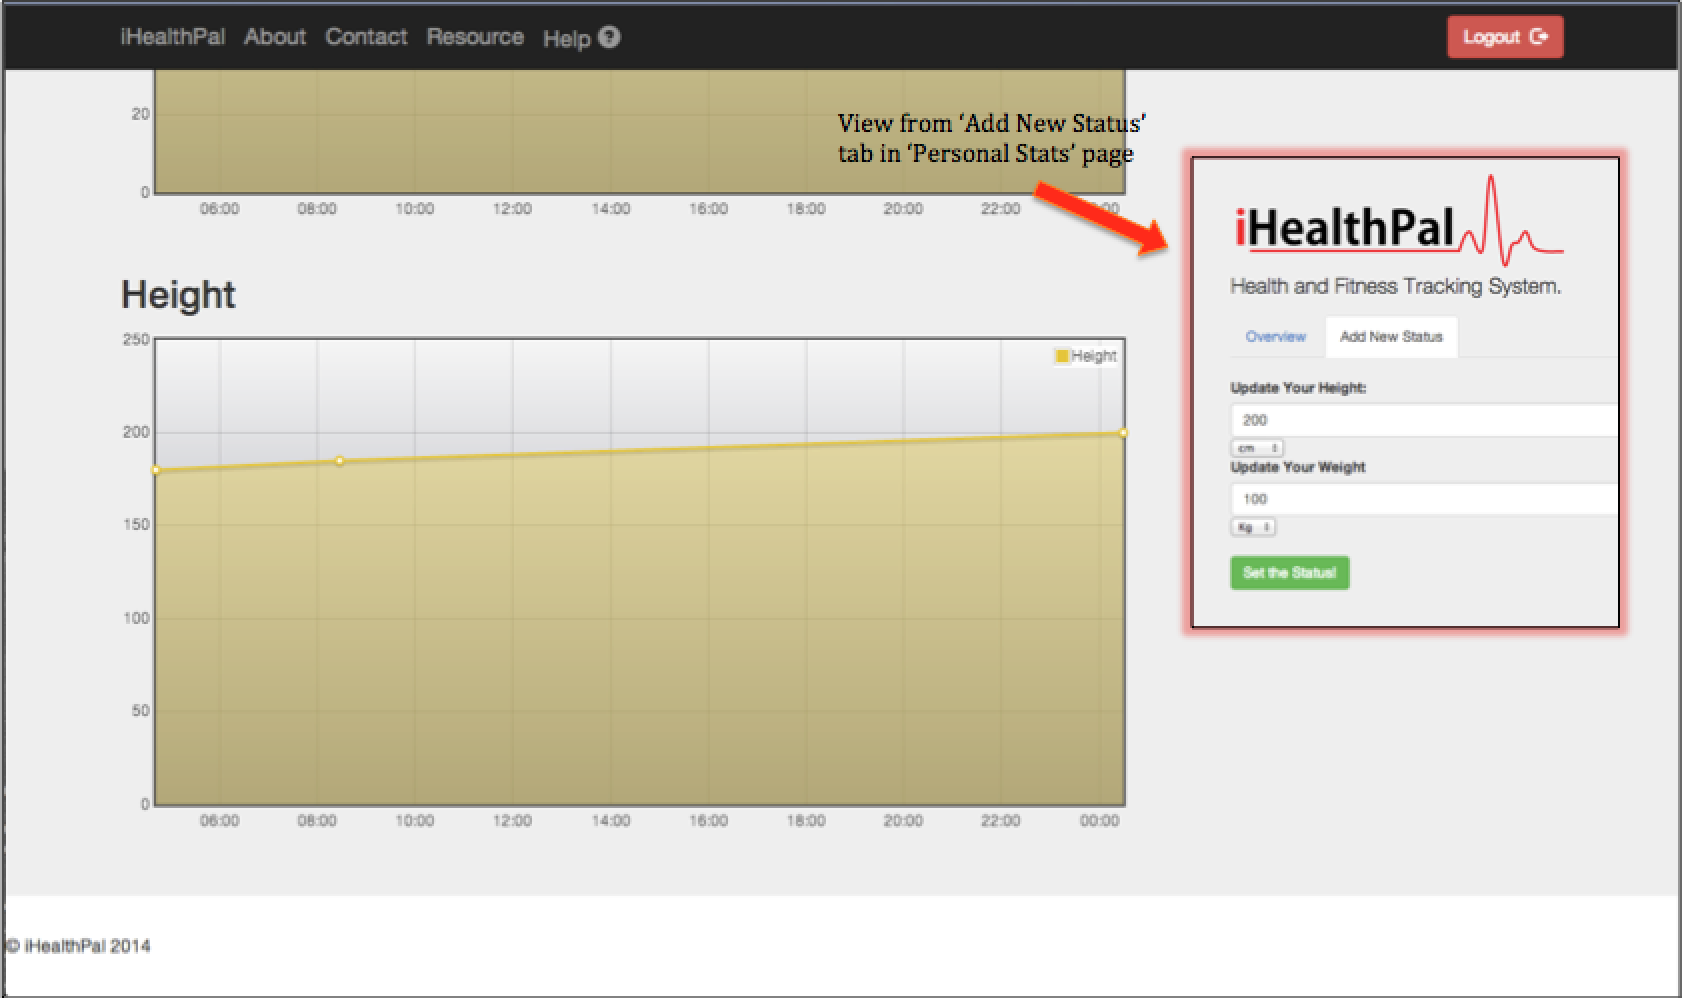 iHealthPal About Contact Resource Help ?
Logout
20
0
06:00 08:00 10:00 12:00 14:00 16:00 18:00 20:00 22:00
View from ‘Add New Status’
tab in ‘Personal Stats’ page
Height
250
200
150
100
50
0
Height
06:00 08:00 10:00 12:00 14:00 16:00 18:00 20:00 22:00 00:00
iHealthPal
Health and Fitness Tracking System.
Overview Add New Status
Update Your Height:
200
cm
Update Your Weight
100
Kg
Set the Status!
© iHealthPal 2014